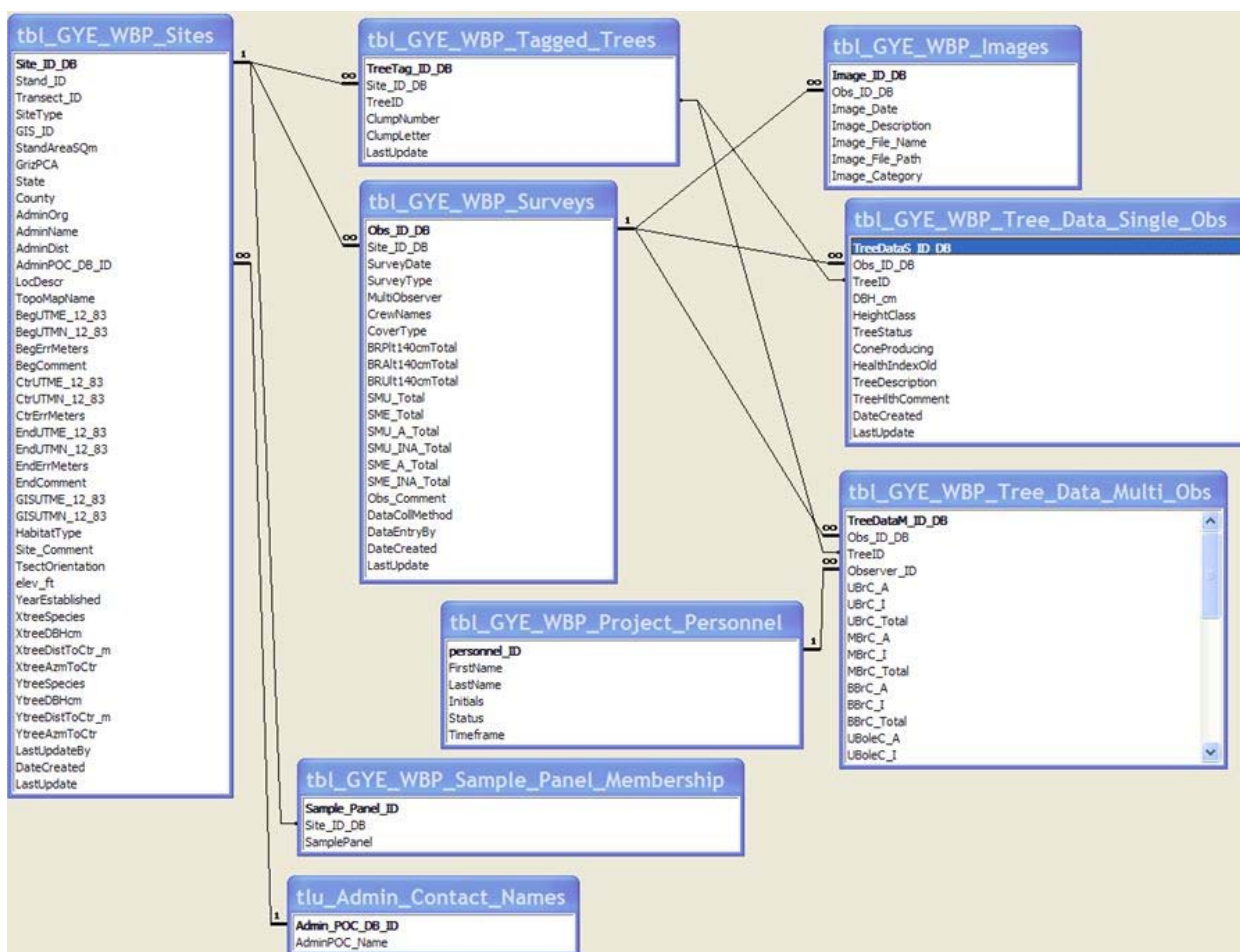 tbl_GYE_WBP_Sites
Site_ID_DB
Stand_ID
Transect_ID
SiteType
GIS_ID
StandAreaSQm
GrizPCA
State
County
AdminOrg
AdminName
AdminDist
AdminPOC_DB_ID
LocDescr
TopoMapName
BegUTME_12_83
BegUTMN_12_83
BegErrMeters
BegComment
CtrUTME_12_83
CtrUTMN_12_83
CtrErrMeters
EndUTME_12_83
EndUTMN_12_83
EndErrMeters
EndComment
GISUTME_12_83
GISUTMN_12_83
HabitatType
Site_Comment
TsectOrientation
elev_ft
YearEstablished
XtreeSpecies
XtreeDBHcm
XtreeDistToCtr_m
XtreeAzmToCtr
YtreeSpecies
YtreeDBHcm
YtreeDistToCtr_m
YtreeAzmToCtr
LastUpdateBy
DateCreated
LastUpdate
1
∞
∞
∞
1
tbl_GYE_WBP_Tagged_Trees
TreeTag_ID_DB
Site_ID_DB
TreeID
ClumpNumber
ClumpLetter
LastUpdate
tbl_GYE_WBP_Surveys
Obs_ID_DB
Site_ID_DB
SurveyDate
SurveyType
MultiObserver
CrewNames
CoverType
BRPlt140cmTotal
BRAlt140cmTotal
BRUlt140cmTotal
SMU_Total
SME_Total
SMU_A_Total
SMU_INA_Total
SME_A_Total
SME_INA_Total
Obs_Comment
DataCollMethod
DataEntryBy
DateCreated
LastUpdate
1
∞
∞
∞
∞
1
tbl_GYE_WBP_Images
Image_ID_DB
Obs_ID_DB
Image_Date
Image_Description
Image_File_Name
Image_File_Path
Image_Category
tbl_GYE_WBP_Tree_Data_Single_Obs
TreeDataS_ID_DB
Obs_ID_DB
TreeID
DBH_cm
HeightClass
TreeStatus
ConeProducing
HealthIndexOld
TreeDescription
TreeHlthComment
DateCreated
LastUpdate
tbl_GYE_WBP_Tree_Data_Multi_Obs
TreeDataM_ID_DB
Obs_ID_DB
TreeID
Observer_ID
UBrC_A
UBrC_I
UBrC_Total
MBrC_A
MBrC_I
MBrC_Total
BBrC_A
BBrC_I
BBrC_Total
UBoleC_A
UBoleC_I
tbl_GYE_WBP_Project_Personnel
personnel_ID
FirstName
LastName
Initials
Status
Timeframe
tbl_GYE_WBP_Sample_Panel_Membership
Sample_Panel_ID
Site_ID_DB
SamplePanel
tlu_Admin_Contact_Names
Admin_POC_DB_ID
AdminPOC_Name